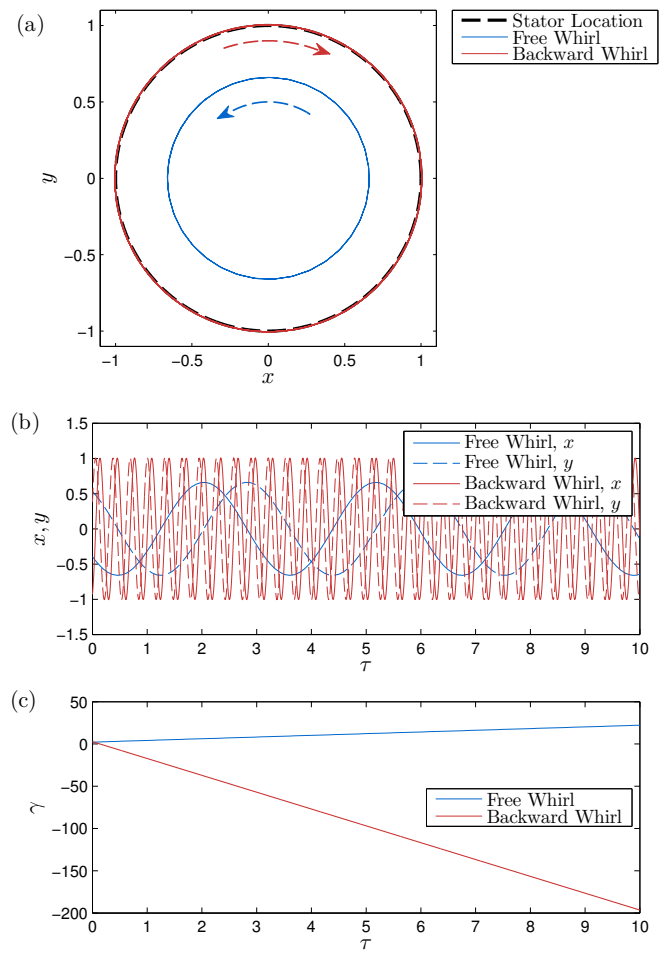 (a)
1
0.5
0
−0.5
−1
y
−1
−0.5
0
0.5
1
x
Stator Location
Free Whirl
Backward Whirl
(b)
1.5
1
0.5
0
−0.5
−1
−1.5
x, y
0
1
2
3
4
5
6
7
8
9
10
τ
Free Whirl, x
Free Whirl, y
Backward Whirl, x
Backward Whirl, y
(c)
50
0
−50
−100
−150
−200
γ
0
1
2
3
4
5
6
7
8
9
10
τ
Free Whirl
Backward Whirl